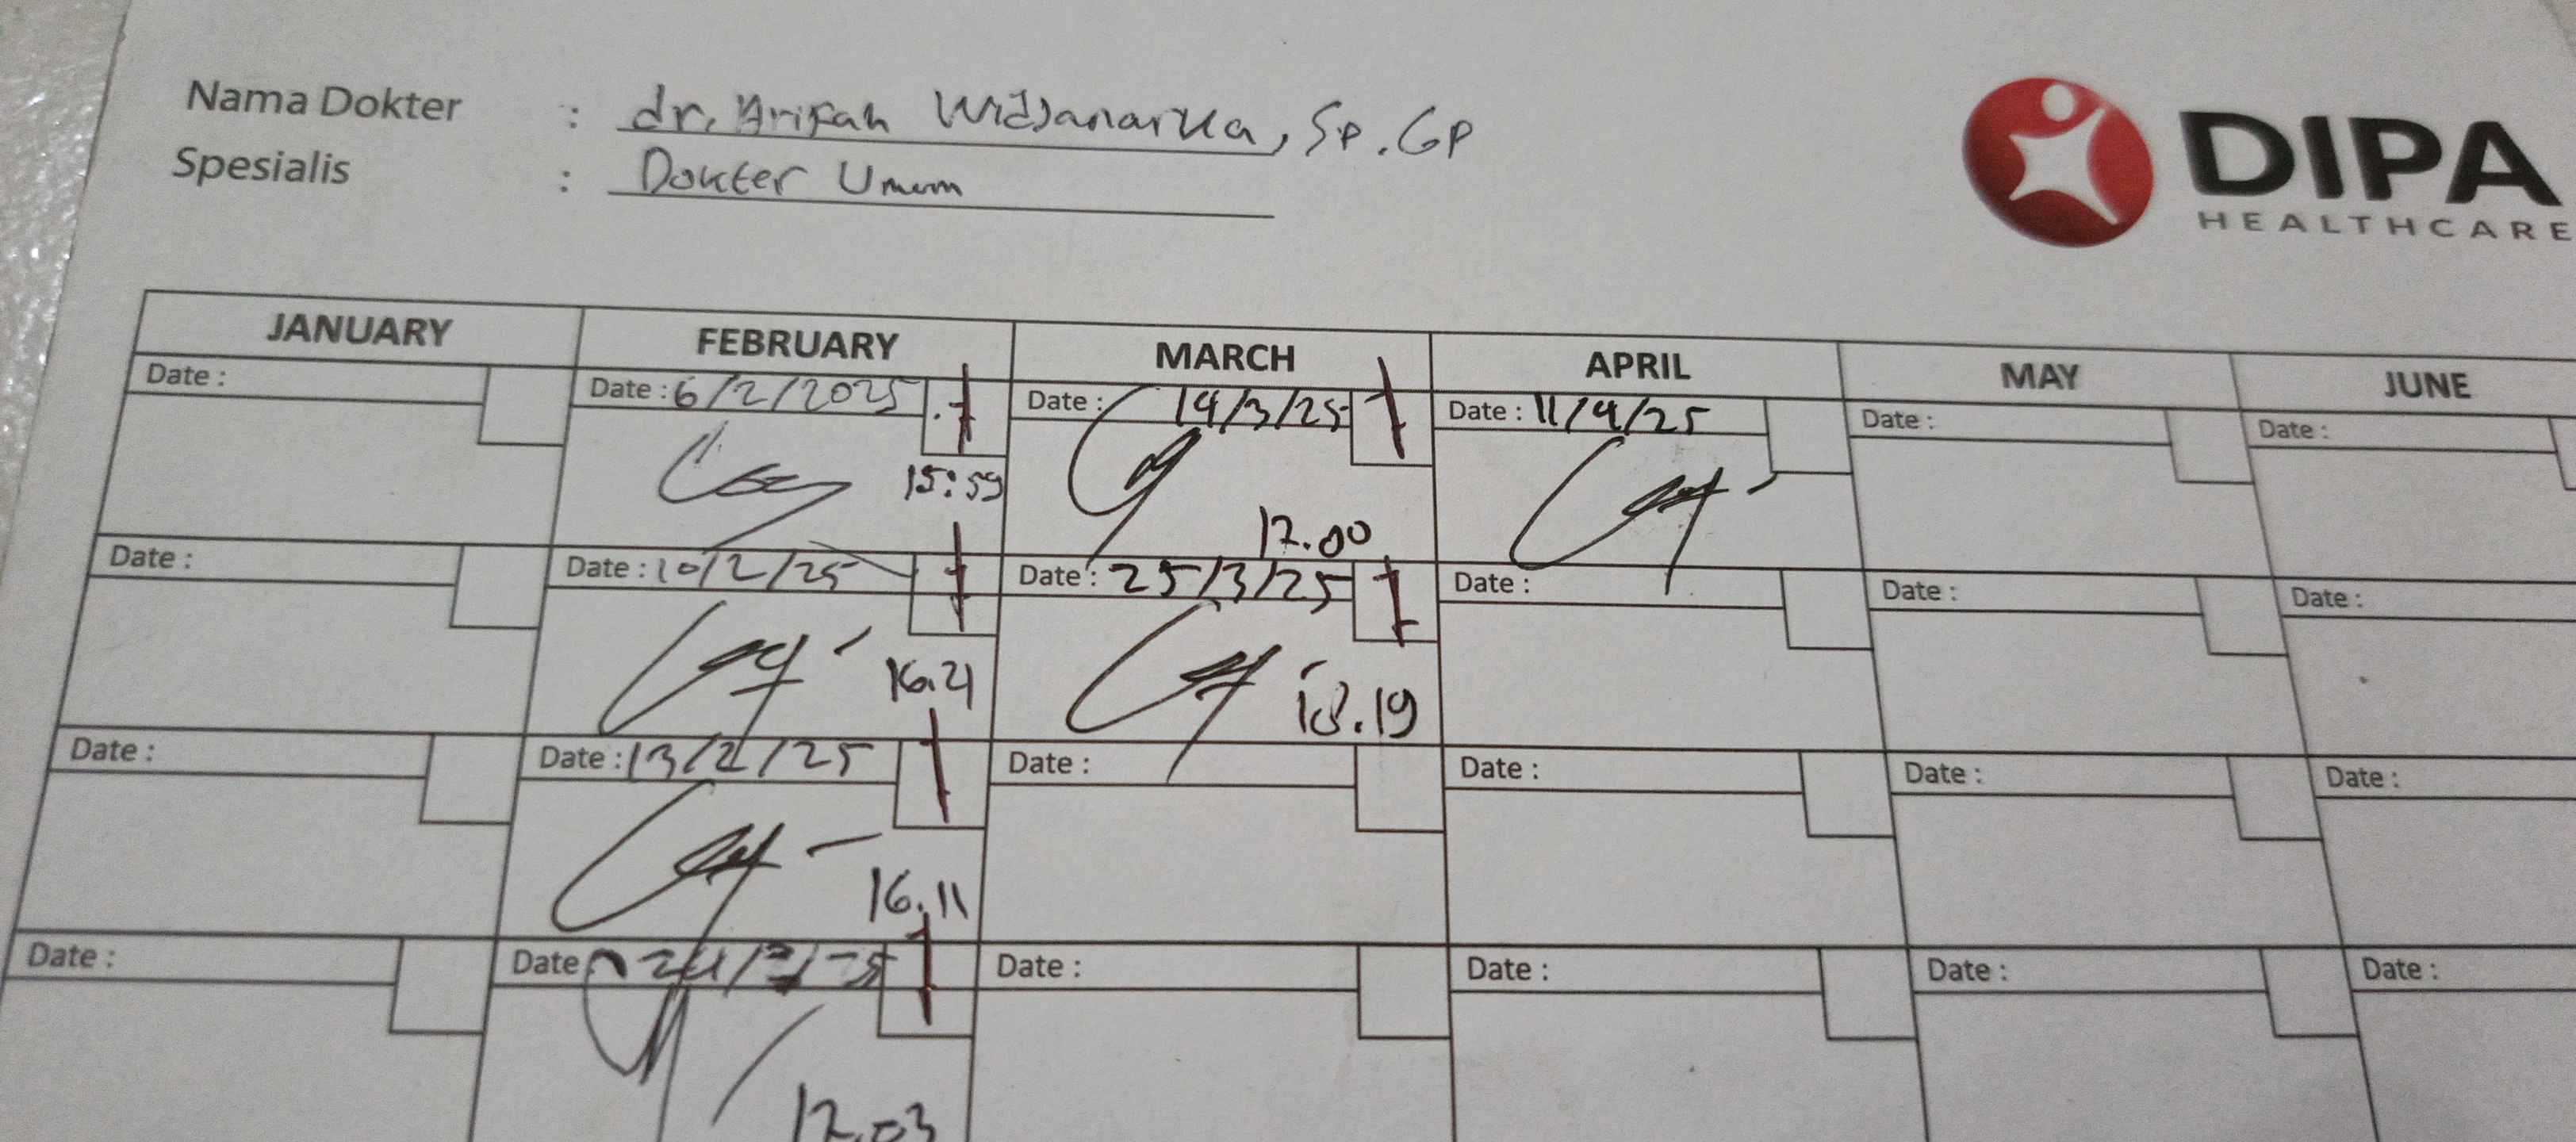 Nama Dokter : dr. Arifah Widjanarka, Sp. Gp
Spesialis : Dokter Umum
DIPA
HEALTHCARE
JANUARY FEBRUARY MARCH APRIL MAY JUNE
Date : Date : 6/2/2025 Date : 14/3/25 Date : 11/4/25 Date : Date :
15:59 17.00
Date : Date : 10/2/25 Date : 25/3/25 Date : Date : Date :
16.21 18.19
Date : Date : 13/2/25 Date : Date : Date : Date :
16.11
Date : Date Date : Date : Date : Date :
17.03